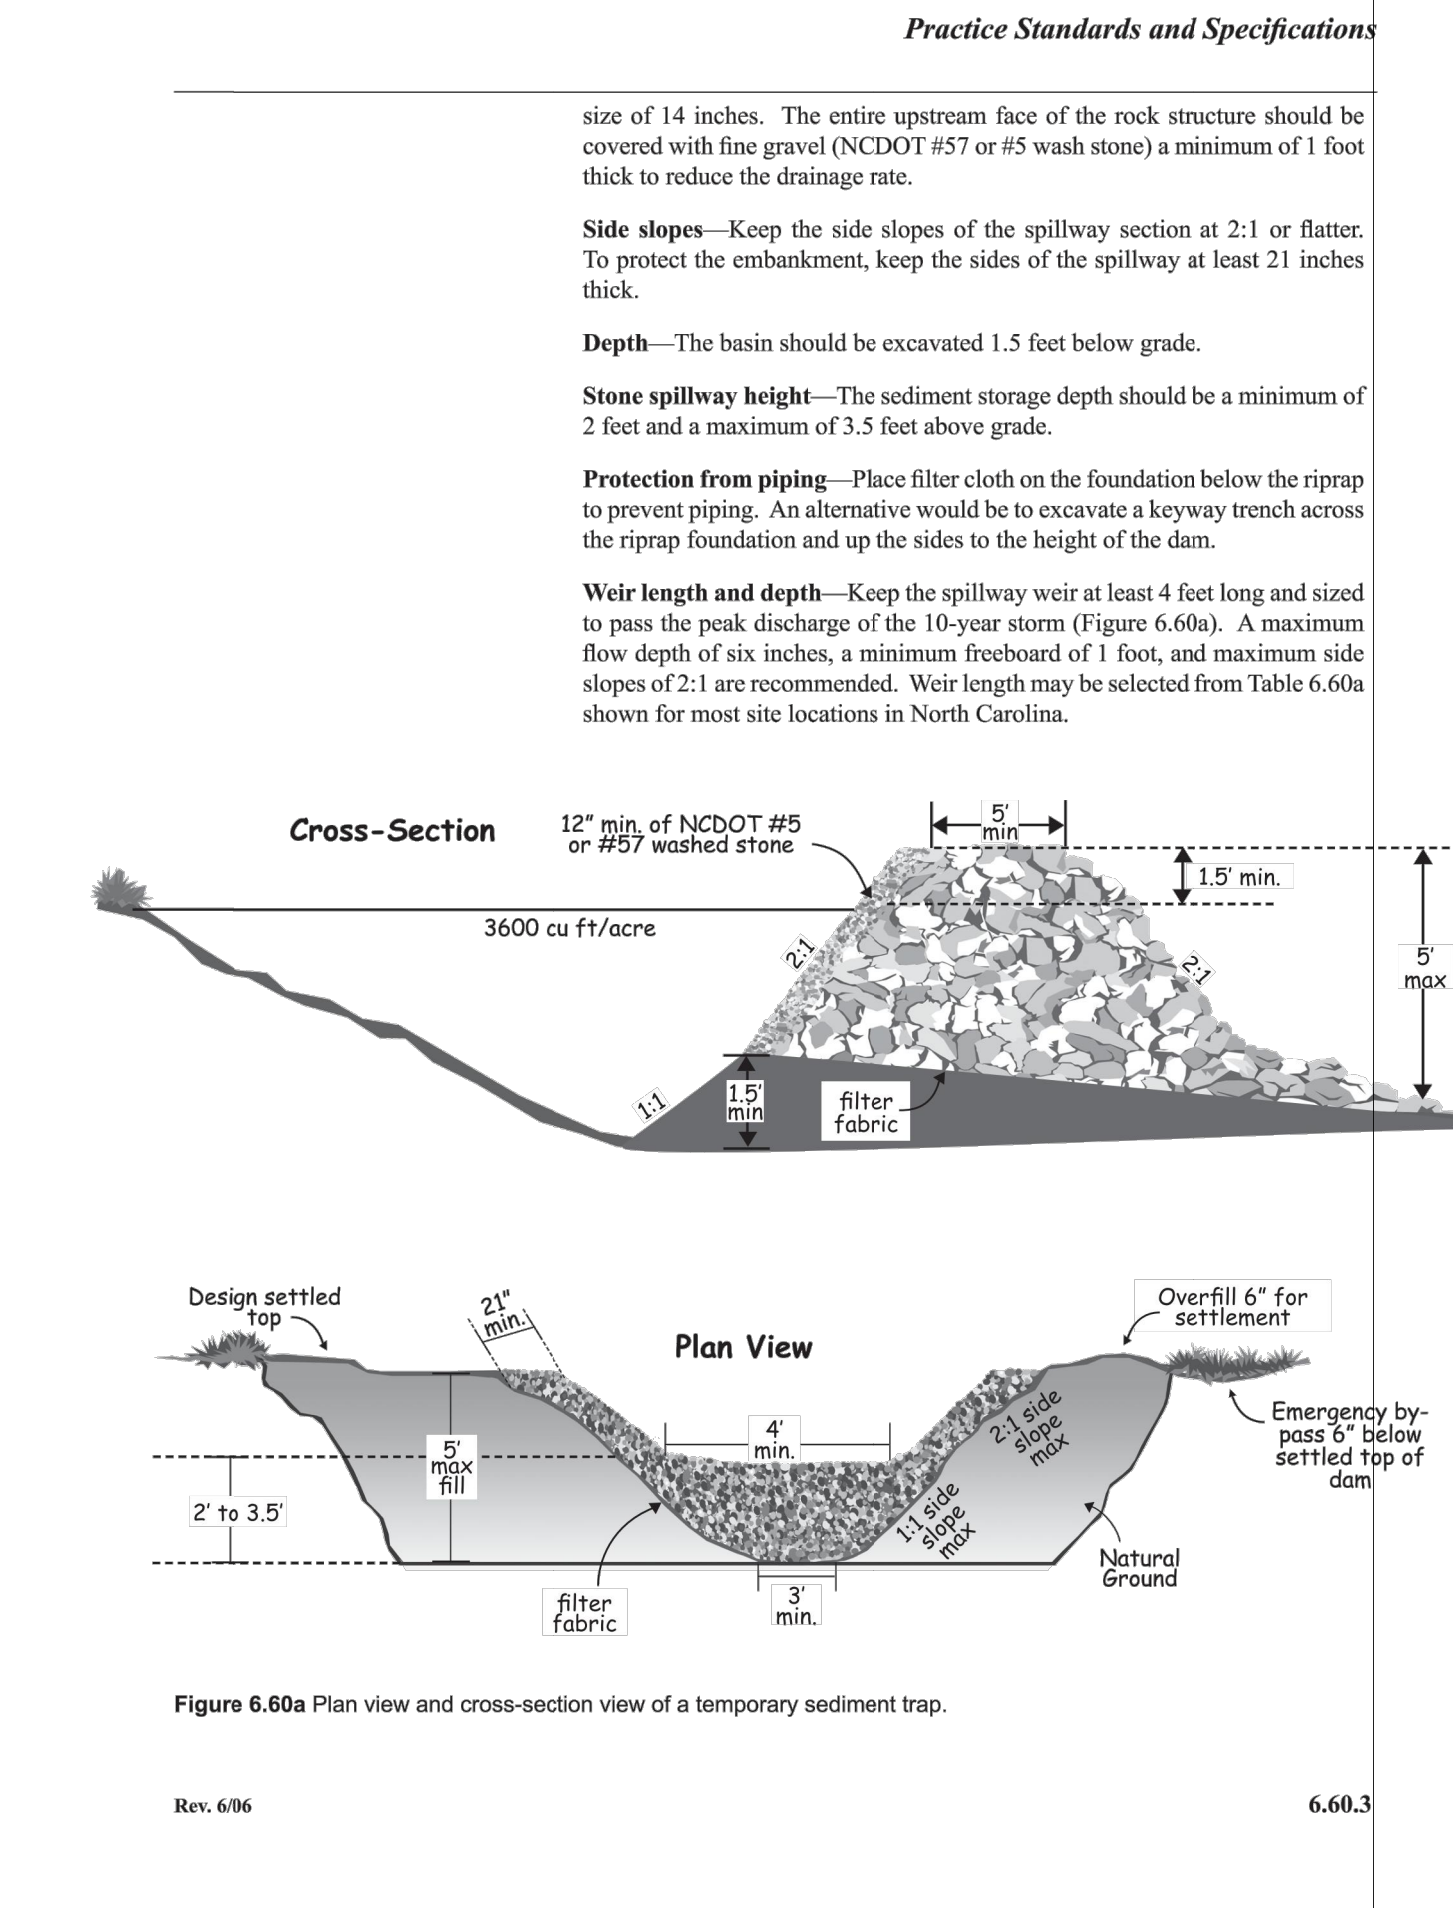 Practice Standards and Specifications
size of 14 inches. The entire upstream face of the rock structure should be
covered with fine gravel (NCDOT #57 or #5 wash stone) a minimum of 1 foot
thick to reduce the drainage rate.
Side slopes—Keep the side slopes of the spillway section at 2:1 or flatter.
To protect the embankment, keep the sides of the spillway at least 21 inches
thick.
Depth—The basin should be excavated 1.5 feet below grade.
Stone spillway height—The sediment storage depth should be a minimum of
2 feet and a maximum of 3.5 feet above grade.
Protection from piping—Place filter cloth on the foundation below the riprap
to prevent piping. An alternative would be to excavate a keyway trench across
the riprap foundation and up the sides to the height of the dam.
Weir length and depth—Keep the spillway weir at least 4 feet long and sized
to pass the peak discharge of the 10-year storm (Figure 6.60a). A maximum
flow depth of six inches, a minimum freeboard of 1 foot, and maximum side
slopes of 2:1 are recommended. Weir length may be selected from Table 6.60a
shown for most site locations in North Carolina.
Cross-Section
12" min. of NCDOT #5
or #57 washed stone
5'
min
1.5' min.
3600 cu ft/acre
2:1
2:1
5'
max
1:1
1.5'
min
filter
fabric
Design settled
top
21"
min.
Plan View
Overfill 6" for
settlement
4'
min.
2:1 side
slope
max
Emergency by-
pass 6" below
settled top of
dam
5'
max
fill
2' to 3.5'
1:1 side
slope
max
Natural
Ground
filter
fabric
3'
min.
Figure 6.60a Plan view and cross-section view of a temporary sediment trap.
Rev. 6/06
6.60.3